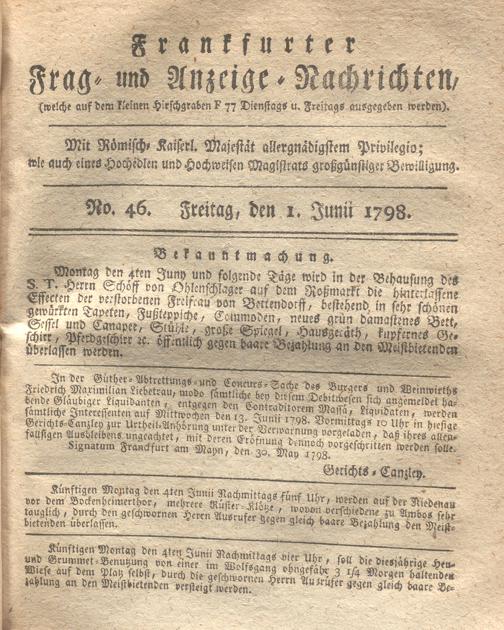 Frankfurter
Frag- und Anzeige-Nachrichten,
(welche auf dem kleinen Hirschgraben F 77 Dienstags u. Freitags ausgegeben werden).
Mit Römisch-Kaiserl. Majestät allergnädigstem Privilegio;
wie auch eines Hochedlen und Hochweisen Magistrats großgünstiger Bewilligung.
No. 46. Freitag, den 1. Junii 1798.
Bekanntmachung.
Montag den 4ten Juny und folgende Täge wird in der Behausung des
S. T. Herrn Schöff von Ohlenschlager auf dem Roßmarkt die hinterlassene
Effecten der verstorbenen Freifrau von Bettendorff, bestehend in sehr schönen
gewürkten Tapeten, Fußteppiche, Commoden, neues grün damastenes Bett,
Sessel und Canapee, Stühle, große Spiegel, Hausgeräth, kupfernes Ge-
schirr, Pferdgeschirr ꝛc. öffentlich gegen baare Bezahlung an den Meistbietenden
überlassen werden.
In der Güther-Abtrettungs- und Concurs-Sache des Burgers und Weinwirths
Friedrich Maximilian Liebetrau, wodo sämtliche bey diesem Debitwesen sich angemeldet ha-
bende Gläubiger Liquidanten, entgegen den Contradictorem Massä, Liquidaten, werden
sämtliche Interessenten auf Mittwochen den 13. Junii 1798. Vormittags 10 Uhr in hiesige
Gerichts-Canzley zur Urtheil-Anhörung unter der Verwarnung vorgeladen, daß ihres allen-
fallsigen Ausbleibens ungeachtet, mit deren Eröfnung dennoch vorgeschritten werden solle.
Signatum Franckfurt am Mayn, den 30. May 1798.
Gerichts-Canzley.
Künftigen Montag den 4ten Junii Nachmittags fünf Uhr, werden auf der Riedenau
vor dem Bockenheimerthor, mehrere Rüster-Klötze, wovon verschiedene zu Ambos sehr
tauglich, durch den geschwornen Herrn Ausrufer gegen gleich baare Bezahlung den Meist-
bietenden überlassen.
Künftigen Montag den 4ten Junii Nachmittags vier Uhr, soll die diesjährige Heu-
und Grummet-Benutzung von einer im Wolfsgang ohngefähr 3 1/4 Morgen haltenden
Wiese auf dem Platz selbst, durch die geschwornen Herrn Ausrufer gegen gleich baare Be-
zahlung an den Meistbietenden versteigt werden.